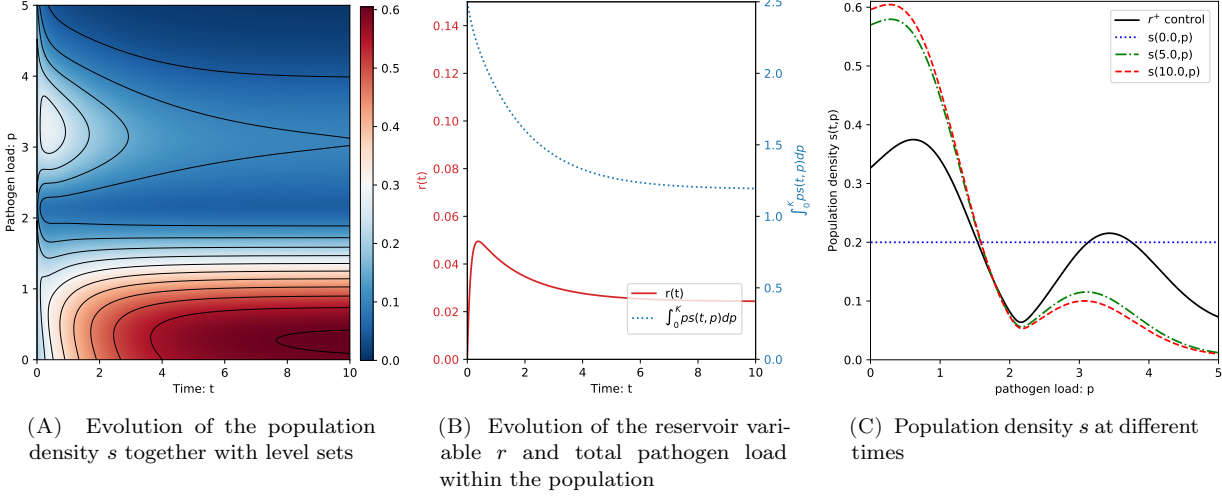 5
4
3
2
1
0
Pathogen load: p
0
2
4
6
8
10
Time: t
0.6
0.5
0.4
0.3
0.2
0.1
0.0
0.14
0.12
0.10
0.08
0.06
0.04
0.02
0.00
r(t)
0
2
4
6
8
10
Time: t
r(t)
∫₀ᴷ ps(t, p)dp
2.5
2.0
1.5
1.0
0.5
0.0
∫₀ᴷ ps(t, p)dp
0.6
0.5
0.4
0.3
0.2
0.1
0.0
Population density s(t,p)
r⁺ control
s(0.0,p)
s(5.0,p)
s(10.0,p)
0
1
2
3
4
5
pathogen load: p
(A) Evolution of the population
density s together with level sets
(B) Evolution of the reservoir vari-
able r and total pathogen load
within the population
(C) Population density s at different
times